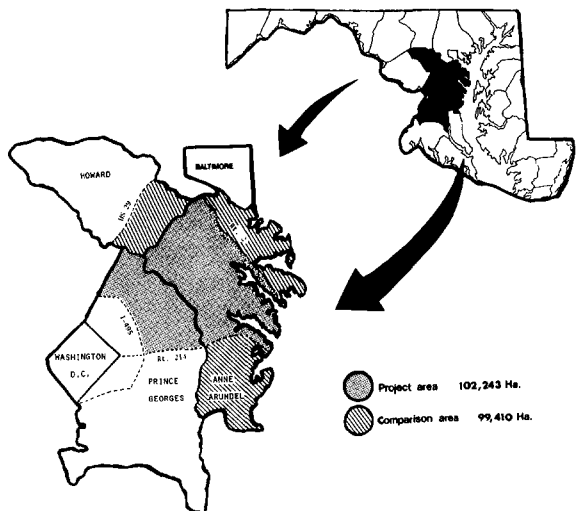 BALTIMORE
HOWARD
US 29
I-495
WASHINGTON
D.C.
RT. 214
PRINCE
GEORGES
ANNE
ARUNDEL
Project area 102,243 Ha.
Comparison area 99,410 Ha.